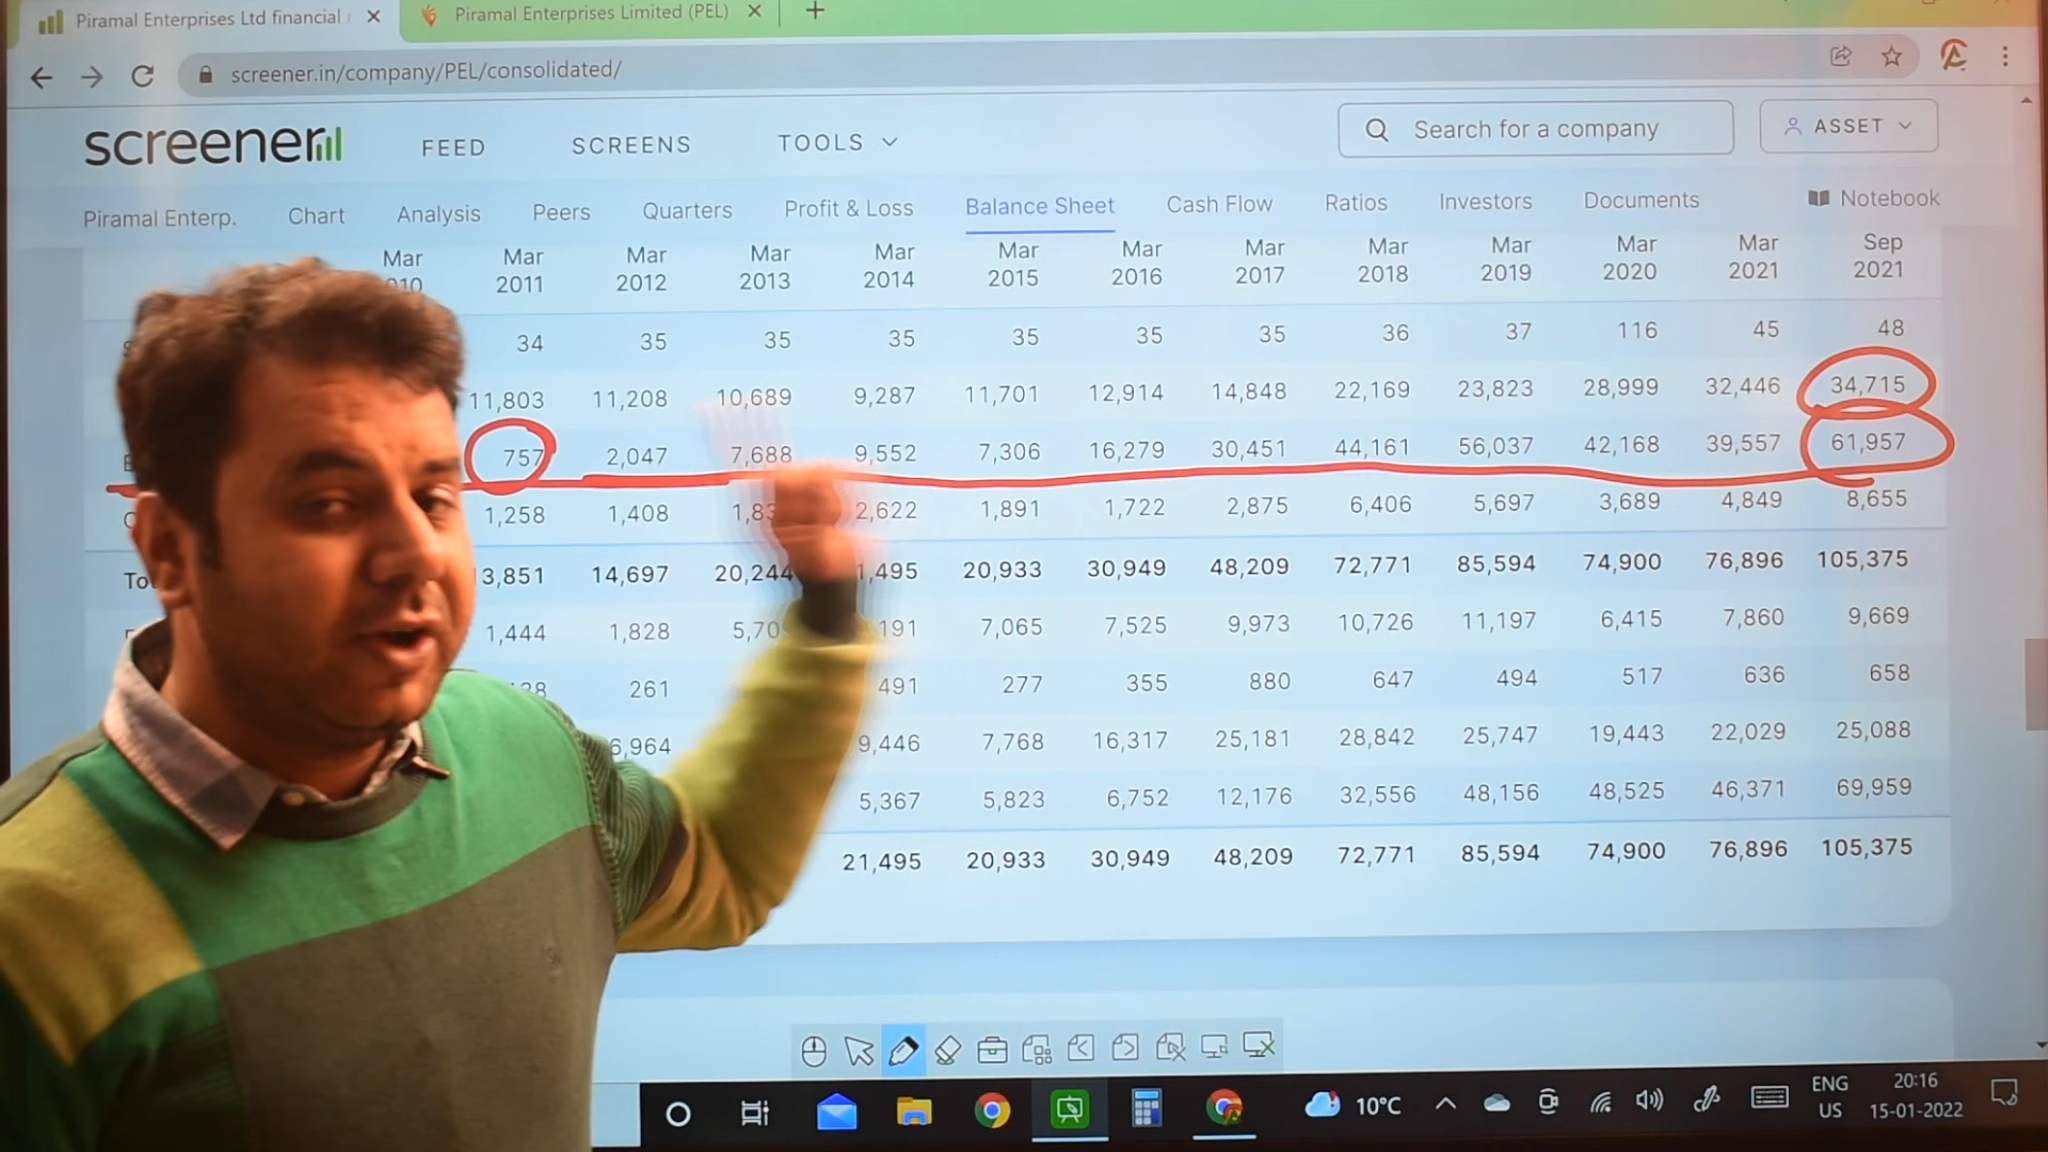 Piramal Enterprises Ltd financial
Piramal Enterprises Limited (PEL)
screener.in/company/PEL/consolidated/
screener FEED SCREENS TOOLS Search for a company ASSET
Piramal Enterp. Chart Analysis Peers Quarters Profit & Loss Balance Sheet Cash Flow Ratios Investors Documents Notebook
Mar Mar Mar Mar Mar Mar Mar Mar Mar Mar Mar Mar Sep
2011 2012 2013 2014 2015 2016 2017 2018 2019 2020 2021 2021
34 35 35 35 35 35 35 36 37 116 45 48
11,803 11,208 10,689 9,287 11,701 12,914 14,848 22,169 23,823 28,999 32,446 34,715
757 2,047 7,688 9,552 7,306 16,279 30,451 44,161 56,037 42,168 39,557 61,957
1,258 1,408 2,622 1,891 1,722 2,875 6,406 5,697 3,689 4,849 8,655
14,697 20,244 20,933 30,949 48,209 72,771 85,594 74,900 76,896 105,375
1,444 1,828 7,065 7,525 9,973 10,726 11,197 6,415 7,860 9,669
261 491 277 355 880 647 494 517 636 658
9,446 7,768 16,317 25,181 28,842 25,747 19,443 22,029 25,088
5,367 5,823 6,752 12,176 32,556 48,156 48,525 46,371 69,959
21,495 20,933 30,949 48,209 72,771 85,594 74,900 76,896 105,375
10°C ENG US 20:16 15-01-2022